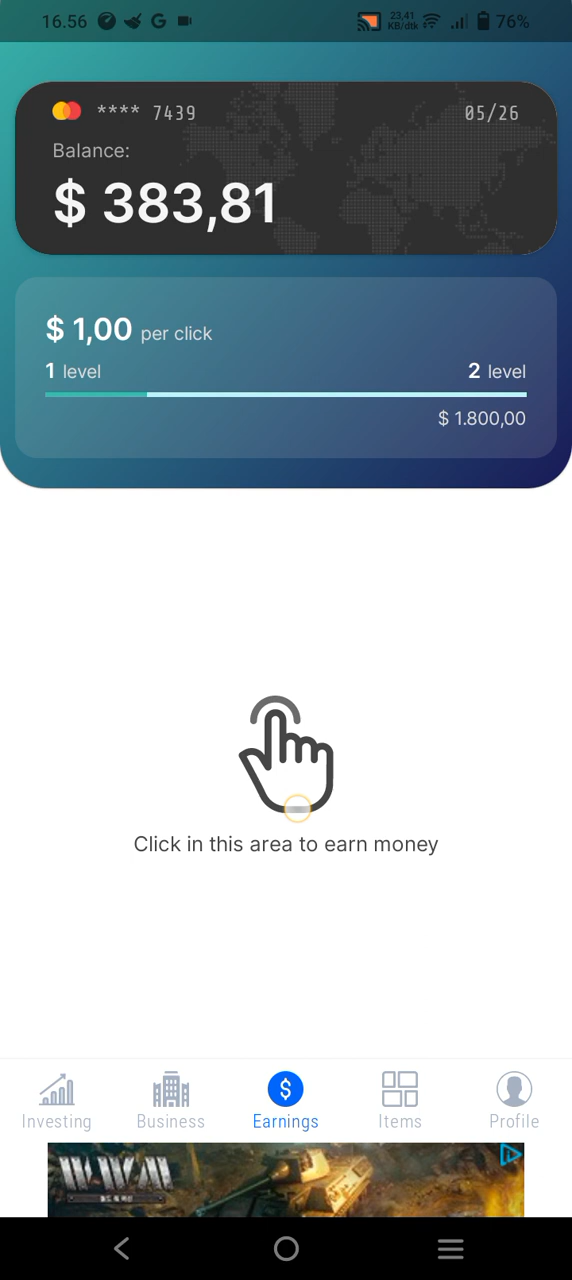 16.56
23,41
KB/dtk
76%
**** 7439
05/26
Balance:
$ 383,81
$ 1,00 per click
1 level
2 level
$ 1.800,00
Click in this area to earn money
Investing
Business
Earnings
Items
Profile
WWM